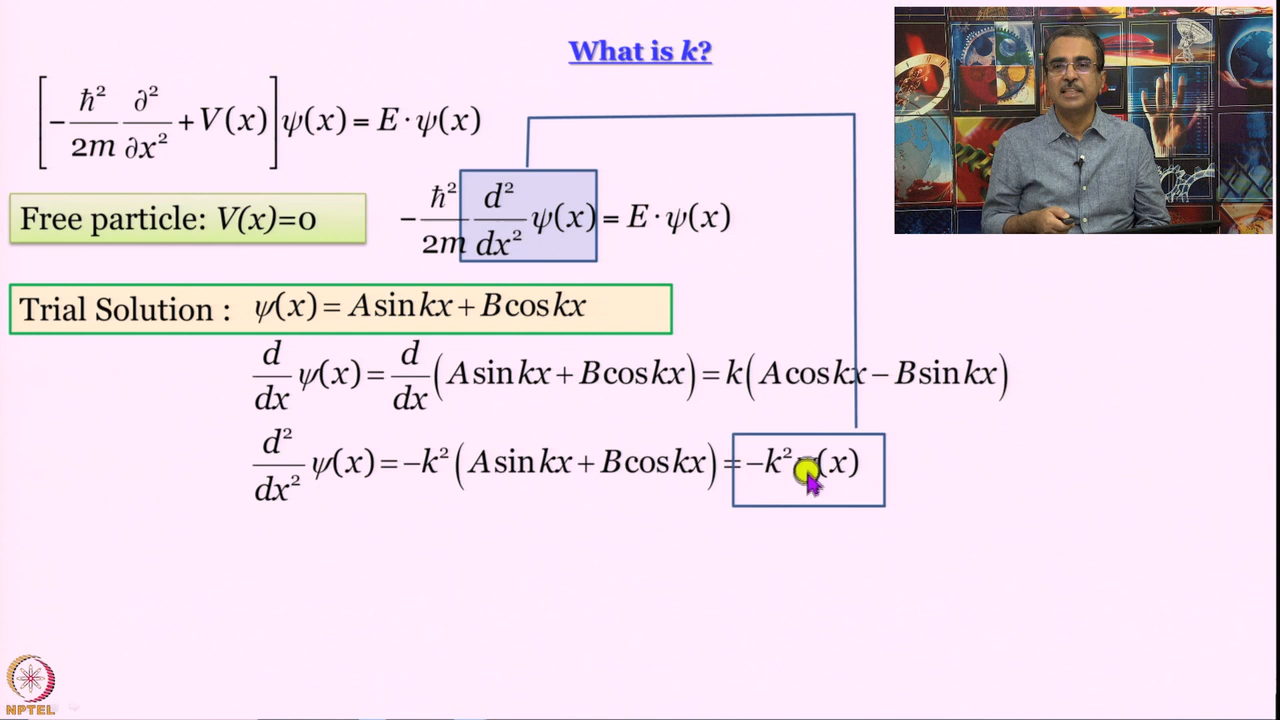 What is k?
[-ℏ²/2m ∂²/∂x² + V(x)]ψ(x) = E·ψ(x)
Free particle: V(x)=0
-ℏ²/2m d²/dx² ψ(x) = E·ψ(x)
Trial Solution : ψ(x) = A sin kx + B cos kx
d/dx ψ(x) = d/dx (A sin kx + B cos kx) = k(A cos kx − B sin kx)
d²/dx² ψ(x) = −k² (A sin kx + B cos kx) = −k² ψ(x)
NPTEL